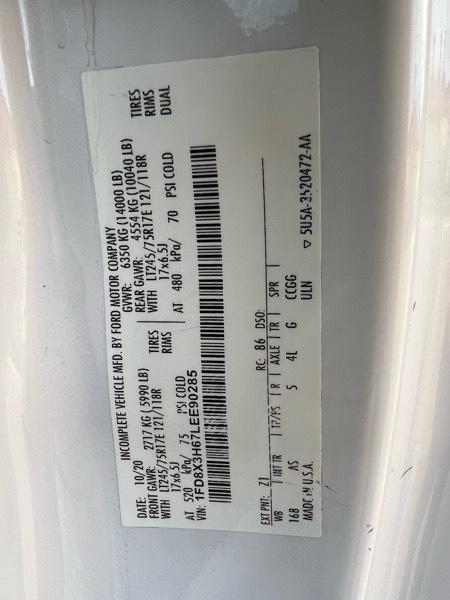 INCOMPLETE VEHICLE MFD. BY FORD MOTOR COMPANY
DATE: 10/20 GVWR: 6350 KG (14000 LB)
FRONT GAWR: 2717 KG (5990 LB) REAR GAWR: 4554 KG (10040 LB)
WITH LT245/75R17E 121/118R TIRES WITH LT245/75R17E 121/118R TIRES
17x6.5J RIMS 17x6.5J RIMS
AT 520 kPa/ 75 PSI COLD AT 480 kPa/ 70 PSI COLD DUAL
VIN: 1FD8X3H67LEE90285
EXT PNT: Z1 RC: 86 DSO:
WB INT TR TP/PS R AXLE TR SPR
168 AS 5 4L G CCGG
MADE IN U.S.A. ULN
▽ 5U5A-3520472-AA